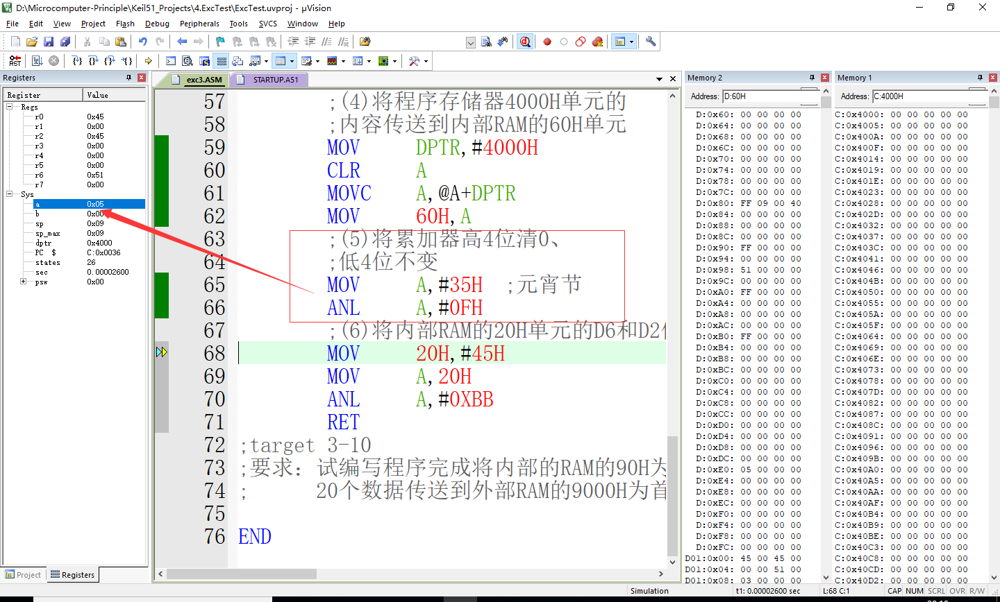 D:\Microcomputer-Principle\Keil51_Projects\4.ExcTest\ExcTest.uvproj - µVision
File Edit View Project Flash Debug Peripherals Tools SVCS Window Help
Registers
Register Value
Regs
r0 0x45
r1 0x00
r2 0x45
r3 0x00
r4 0x00
r5 0x00
r6 0x51
r7 0x00
Sys
a 0x05
b 0x00
sp 0x09
sp_max 0x09
dptr 0x4000
PC $ C:0x0036
states 26
sec 0.00002600
psw 0x00
Project Registers
exc3.ASM STARTUP.A51
57 ;(4)将程序存储器4000H单元的
58 ;内容传送到内部RAM的60H单元
59 MOV DPTR,#4000H
60 CLR A
61 MOVC A,@A+DPTR
62 MOV 60H,A
63 ;(5)将累加器高4位清0、
64 ;低4位不变
65 MOV A,#35H ;元宵节
66 ANL A,#0FH
67 ;(6)将内部RAM的20H单元的D6和D2
68 MOV 20H,#45H
69 MOV A,20H
70 ANL A,#0XBB
71 RET
72 ;target 3-10
73 ;要求：试编写程序完成将内部的RAM的90H为
74 ; 20个数据传送到外部RAM的9000H为首
75
76 END
Memory 2
Address: D:60H
D:0x60: 00 00 00 00
D:0x64: 00 00 00 00
D:0x68: 00 00 00 00
D:0x6C: 00 00 00 00
D:0x70: 00 00 00 00
D:0x74: 00 00 00 00
D:0x78: 00 00 00 00
D:0x7C: 00 00 00 00
D:0x80: FF 09 00 40
D:0x84: 00 00 00 00
D:0x88: 00 00 00 00
D:0x8C: 00 00 00 00
D:0x90: FF 00 00 00
D:0x94: 00 00 00 00
D:0x98: 51 00 00 00
D:0x9C: 00 00 00 00
D:0xA0: FF 00 00 00
D:0xA4: 00 00 00 00
D:0xA8: 00 00 00 00
D:0xAC: 00 00 00 00
D:0xB0: FF 00 00 00
D:0xB4: 00 00 00 00
D:0xB8: 00 00 00 00
D:0xBC: 00 00 00 00
D:0xC0: 00 00 00 00
D:0xC4: 00 00 00 00
D:0xC8: 00 00 00 00
D:0xCC: 00 00 00 00
D:0xD0: 00 00 00 00
D:0xD4: 00 00 00 00
D:0xD8: 00 00 00 00
D:0xDC: 00 00 00 00
D:0xE0: 05 00 00 00
D:0xE4: 00 00 00 00
D:0xE8: 00 00 00 00
D:0xEC: 00 00 00 00
D:0xF0: 00 00 00 00
D:0xF4: 00 00 00 00
D:0xF8: 00 00 00 00
D:0xFC: 00 00 00 00
D01:0x00: 45 00 45 00
D01:0x04: 00 00 51 00
D01:0x08: 03 00 00 00
Memory 1
Address: C:4000H
C:0x4000: 00 00 00 00 00
C:0x4005: 00 00 00 00 00
C:0x400A: 00 00 00 00 00
C:0x400F: 00 00 00 00 00
C:0x4014: 00 00 00 00 00
C:0x4019: 00 00 00 00 00
C:0x401E: 00 00 00 00 00
C:0x4023: 00 00 00 00 00
C:0x4028: 00 00 00 00 00
C:0x402D: 00 00 00 00 00
C:0x4032: 00 00 00 00 00
C:0x4037: 00 00 00 00 00
C:0x403C: 00 00 00 00 00
C:0x4041: 00 00 00 00 00
C:0x4046: 00 00 00 00 00
C:0x404B: 00 00 00 00 00
C:0x4050: 00 00 00 00 00
C:0x4055: 00 00 00 00 00
C:0x405A: 00 00 00 00 00
C:0x405F: 00 00 00 00 00
C:0x4064: 00 00 00 00 00
C:0x4069: 00 00 00 00 00
C:0x406E: 00 00 00 00 00
C:0x4073: 00 00 00 00 00
C:0x4078: 00 00 00 00 00
C:0x407D: 00 00 00 00 00
C:0x4082: 00 00 00 00 00
C:0x4087: 00 00 00 00 00
C:0x408C: 00 00 00 00 00
C:0x4091: 00 00 00 00 00
C:0x4096: 00 00 00 00 00
C:0x409B: 00 00 00 00 00
C:0x40A0: 00 00 00 00 00
C:0x40A5: 00 00 00 00 00
C:0x40AA: 00 00 00 00 00
C:0x40AF: 00 00 00 00 00
C:0x40B4: 00 00 00 00 00
C:0x40B9: 00 00 00 00 00
C:0x40BE: 00 00 00 00 00
C:0x40C3: 00 00 00 00 00
C:0x40C8: 00 00 00 00 00
C:0x40CD: 00 00 00 00 00
C:0x40D2: 00 00 00 00 00
Simulation t1: 0.00002600 sec L:68 C:1 CAP NUM SCRL OVR R/W